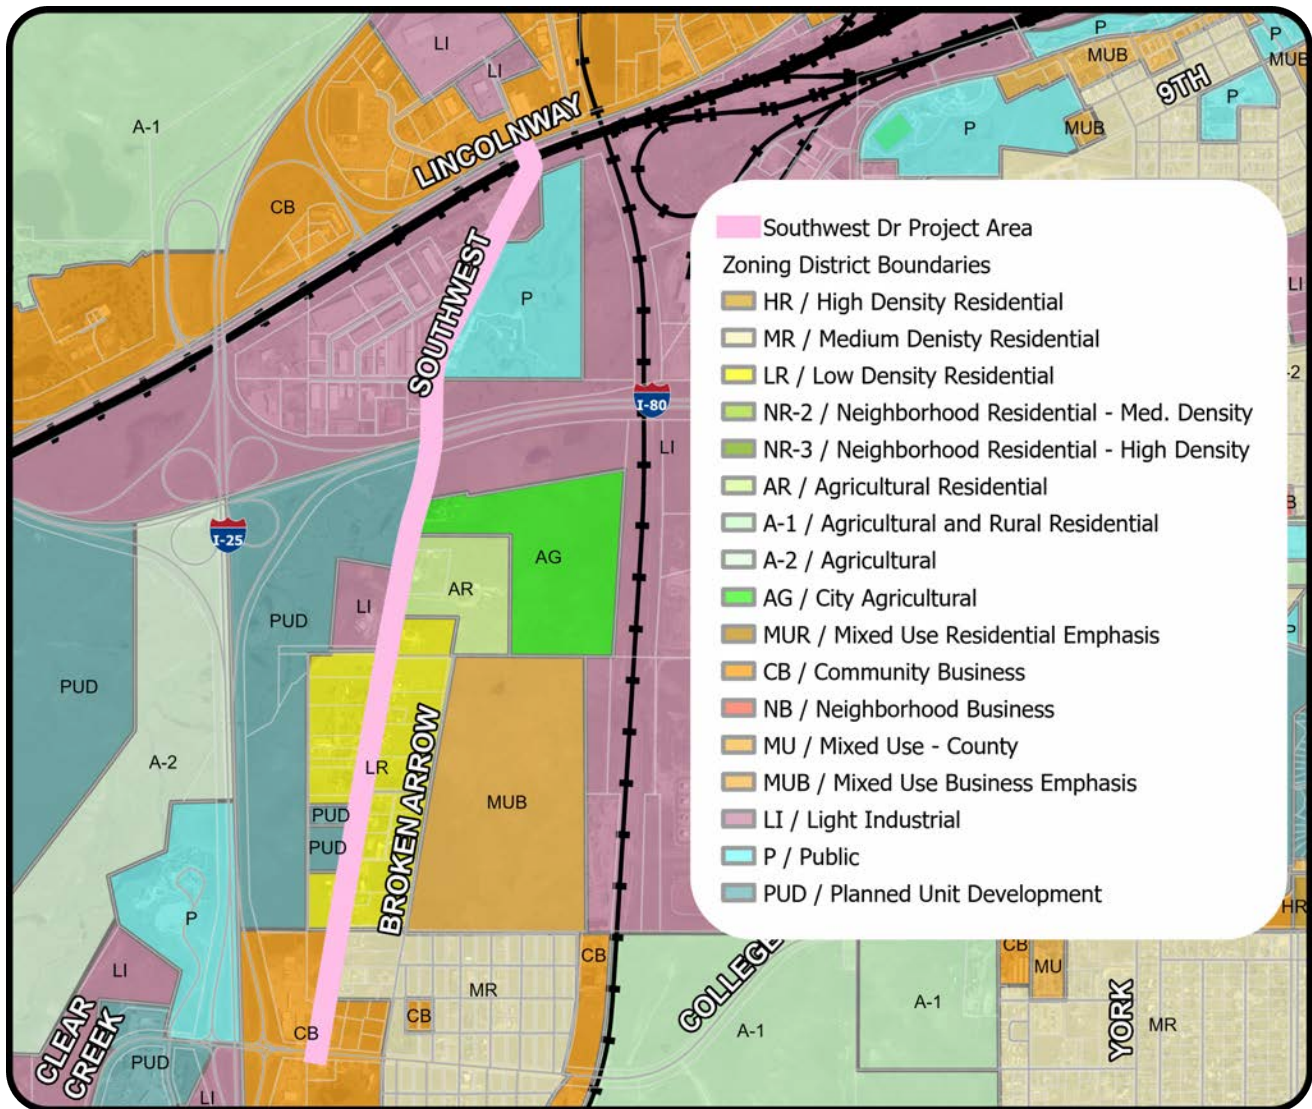 LI
P
P
MUB
MUB
LI
9TH
P
A-1
LINCOLNWAY
P
MUB
CB
Southwest Dr Project Area
SOUTHWEST
Zoning District Boundaries
P
HR / High Density Residential
LI
MR / Medium Denisty Residential
LR / Low Density Residential
-2
I-80
NR-2 / Neighborhood Residential - Med. Density
LI
NR-3 / Neighborhood Residential - High Density
AR / Agricultural Residential
B
A-1 / Agricultural and Rural Residential
I-25
A-2 / Agricultural
AG
AR
AG / City Agricultural
LI
PUD
MUR / Mixed Use Residential Emphasis
P
CB / Community Business
PUD
NB / Neighborhood Business
MU / Mixed Use - County
A-2
LR
BROKEN ARROW
MUB / Mixed Use Business Emphasis
MUB
PUD
LI / Light Industrial
PUD
P / Public
PUD / Planned Unit Development
P
HR
CB
CB
LI
MU
MR
COLLEGE
CB
A-1
CB
A-1
YORK
MR
CLEAR
CREEK
PUD
LI